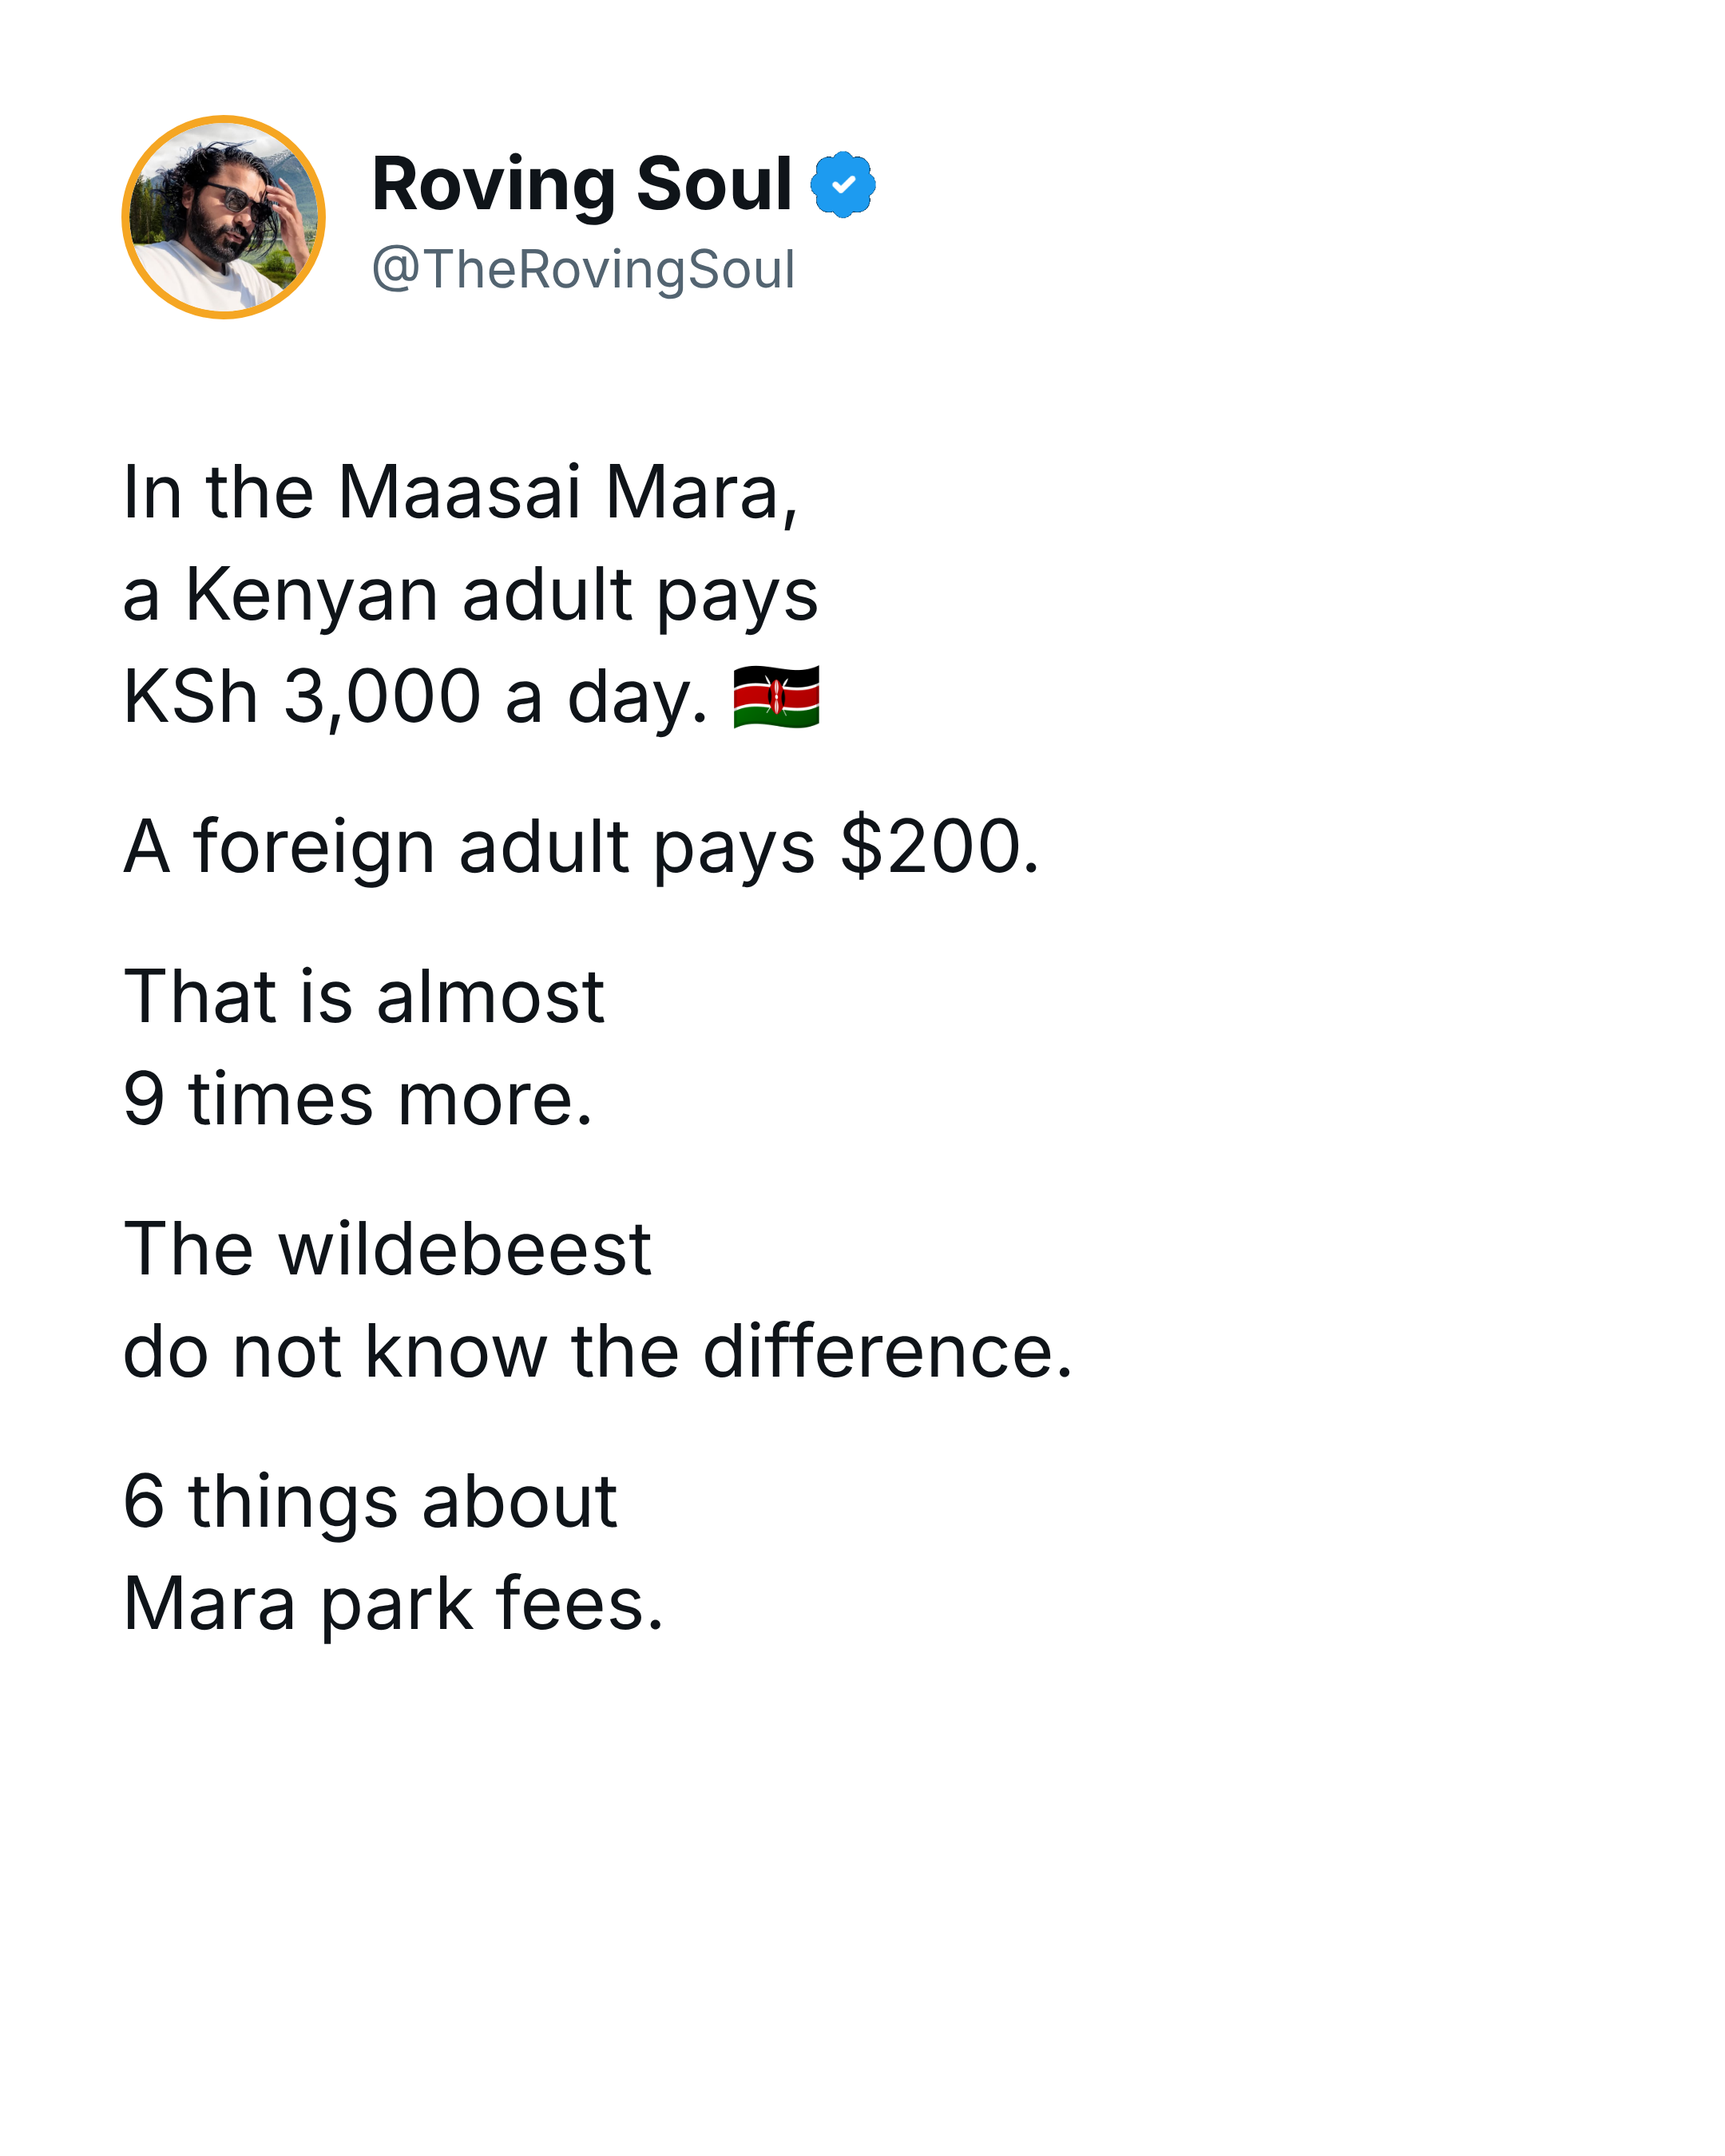 Roving Soul
@TheRovingSoul
In the Maasai Mara,
a Kenyan adult pays
KSh 3,000 a day. 🇰🇪
A foreign adult pays $200.
That is almost
9 times more.
The wildebeest
do not know the difference.
6 things about
Mara park fees.